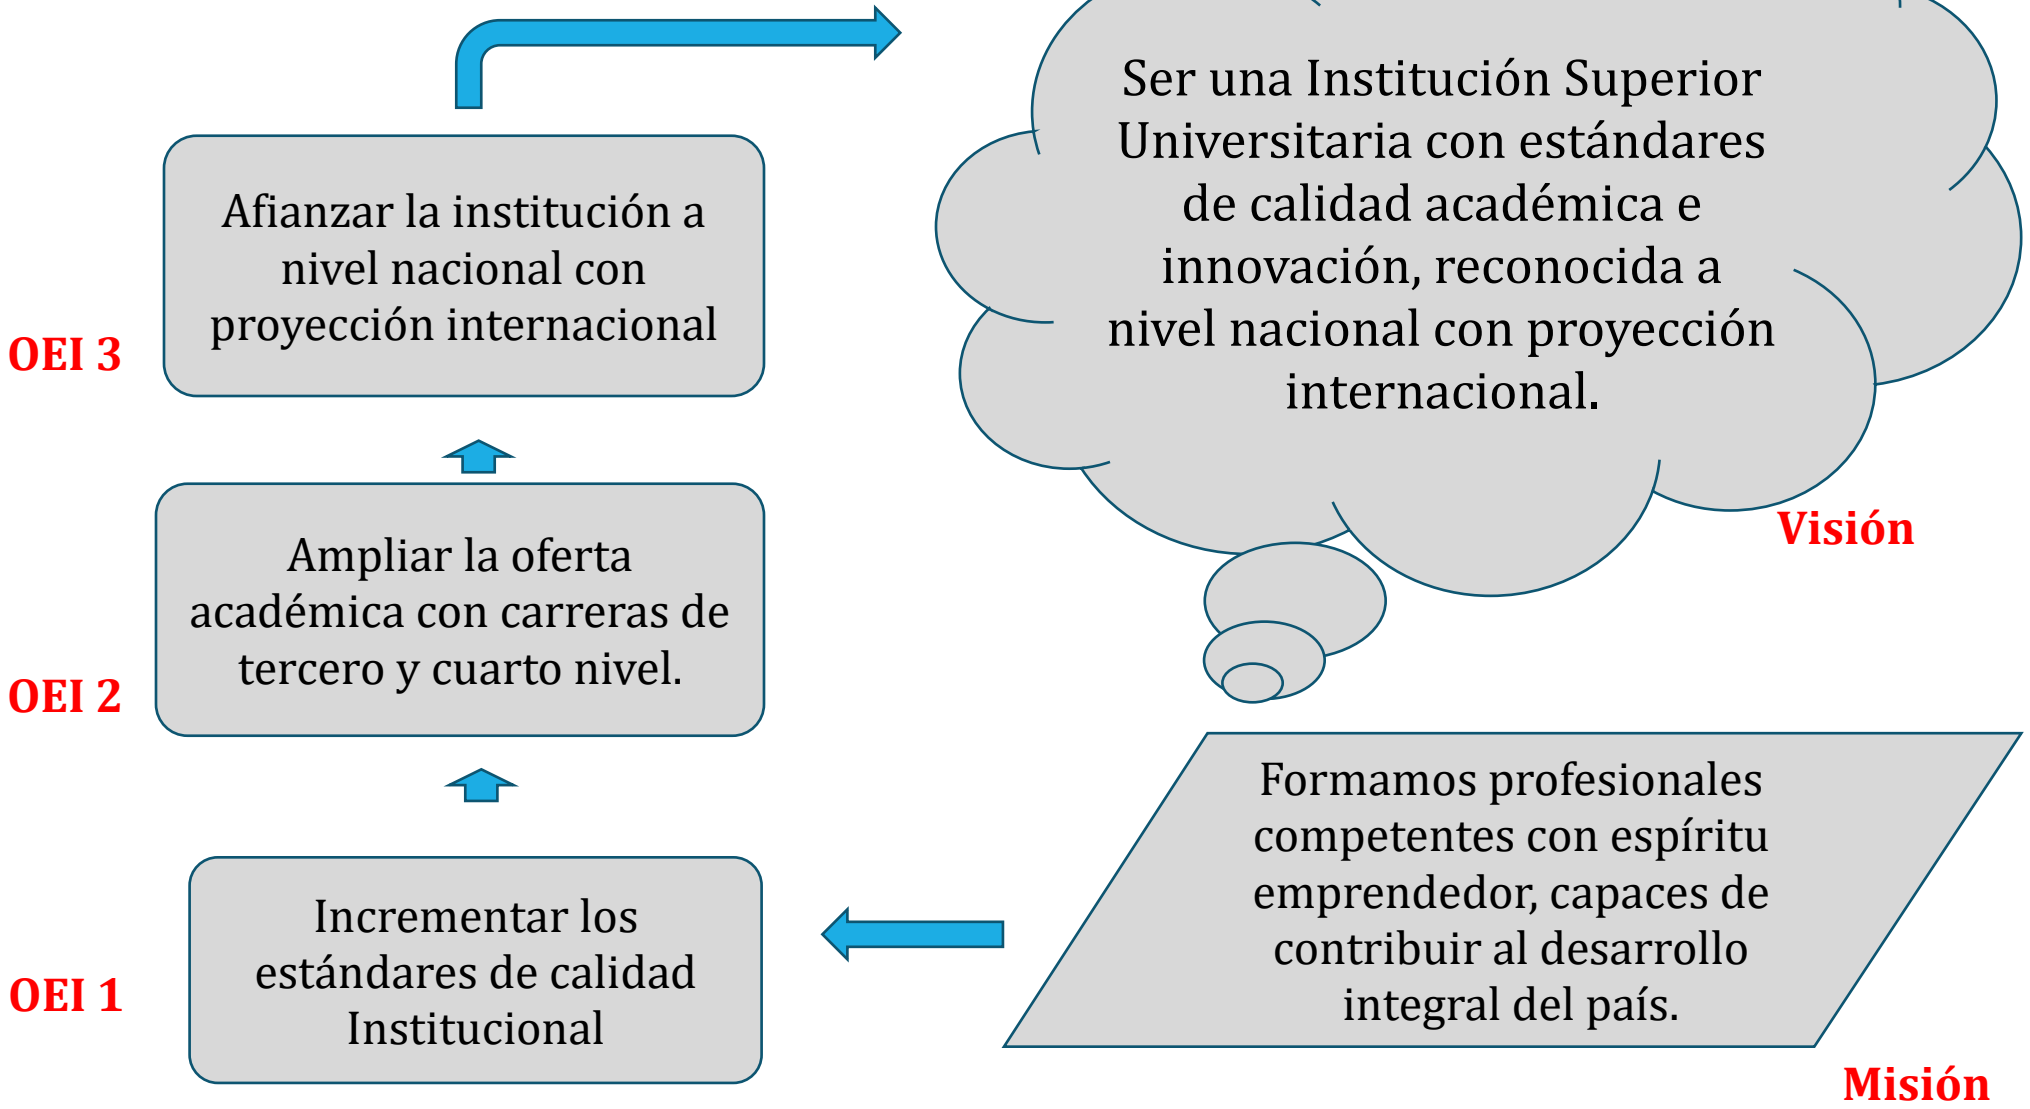 Afianzar la institución a
nivel nacional con
proyección internacional
OEI 3
Ampliar la oferta
académica con carreras de
tercero y cuarto nivel.
OEI 2
Incrementar los
estándares de calidad
Institucional
OEI 1
Ser una Institución Superior
Universitaria con estándares
de calidad académica e
innovación, reconocida a
nivel nacional con proyección
internacional.
Visión
Formamos profesionales
competentes con espíritu
emprendedor, capaces de
contribuir al desarrollo
integral del país.
Misión